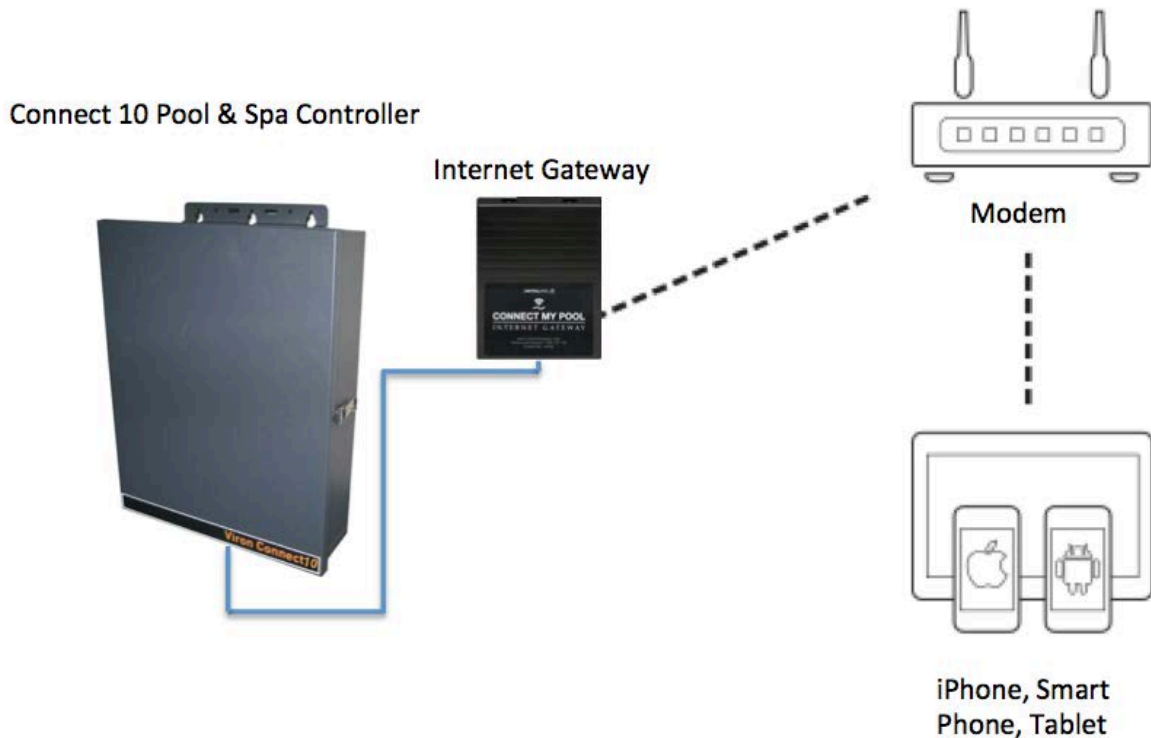 Connect 10 Pool & Spa Controller
Internet Gateway
CONNECT MY POOL
INTERNET GATEWAY
Modem
Viron Connect10
iPhone, Smart
Phone, Tablet